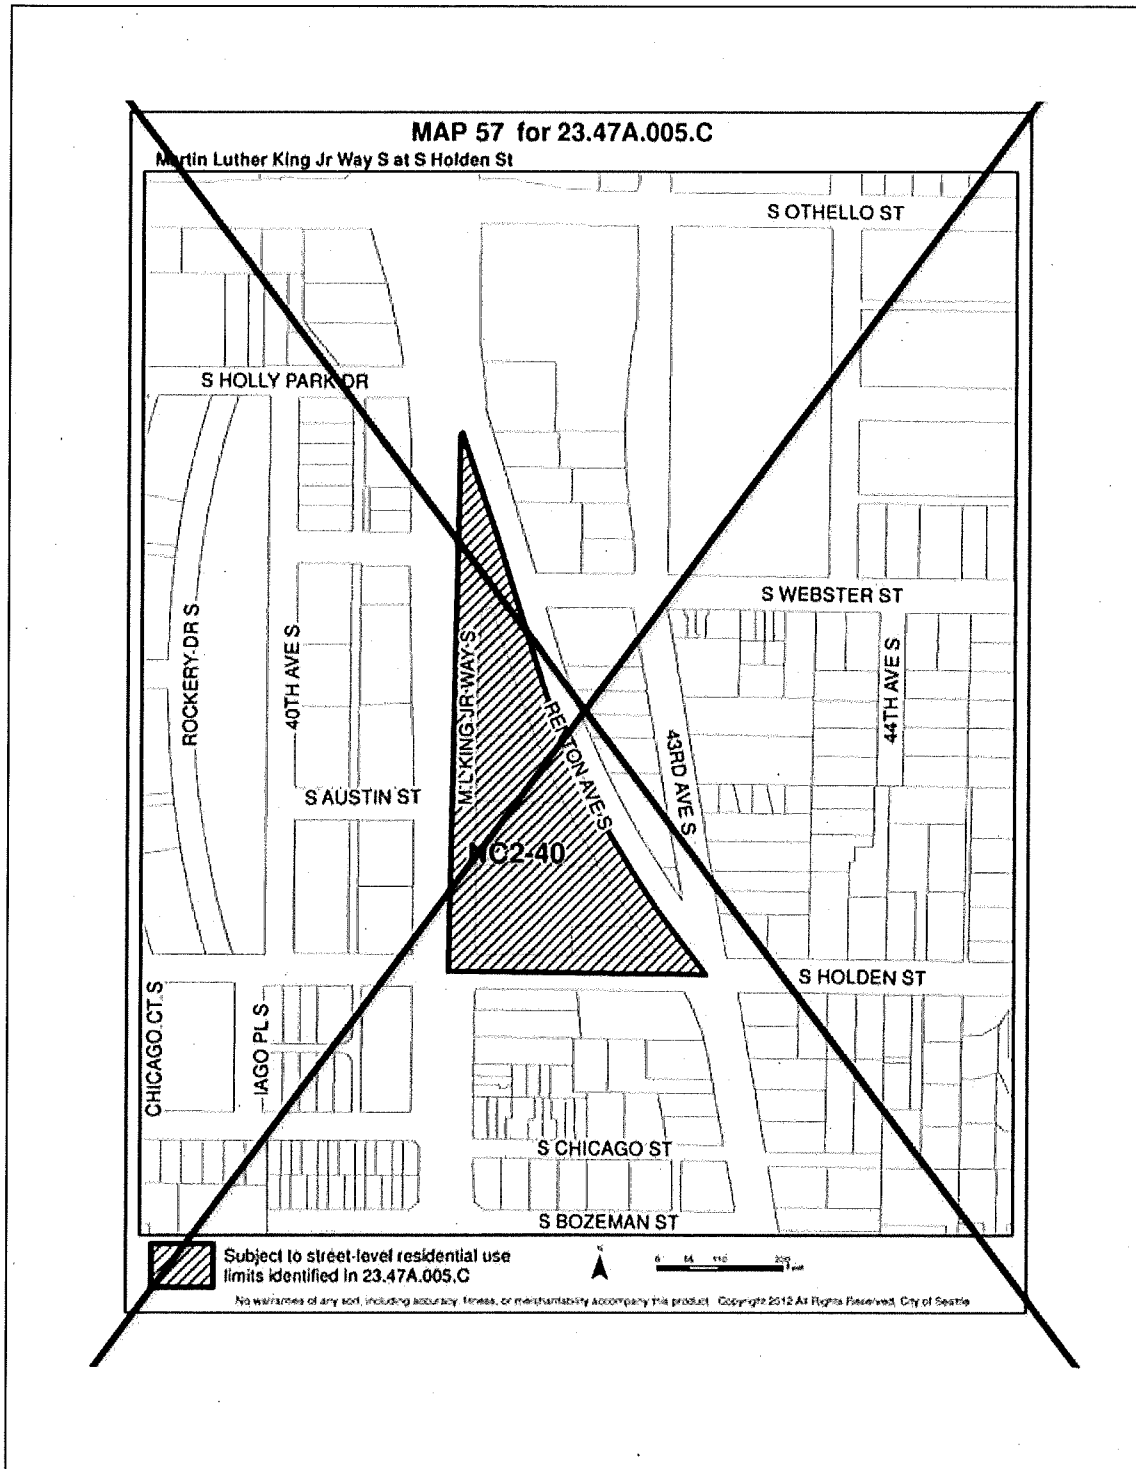 MAP 57 for 23.47A.005.C
Martin Luther King Jr Way S at S Holden St
S OTHELLO ST
S HOLLY PARK DR
S WEBSTER ST
ROCKERY DR S
40TH AVE S
M L KING JR WAY S
RENTON AVE S
43RD AVE S
44TH AVE S
S AUSTIN ST
NC2-40
S HOLDEN ST
CHICAGO CT S
IAGO PL S
S CHICAGO ST
S BOZEMAN ST
Subject to street-level residential use
limits identified in 23.47A.005.C
N
0
No warranties of any sort, including accuracy, fitness, or merchantability accompany this product. Copyright 2012 All Rights Reserved, City of Seattle